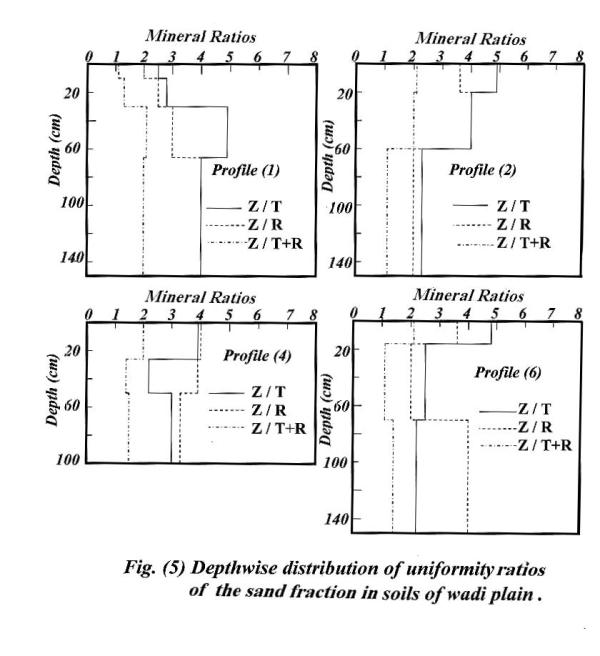 Mineral Ratios
0 1 2 3 4 5 6 7 8
20
60
100
140
Depth (cm)
Profile (1)
Z / T
Z / R
Z / T+R
Mineral Ratios
0 1 2 3 4 5 6 7 8
20
60
100
140
Depth (cm)
Profile (2)
Z / T
Z / R
Z / T+R
Mineral Ratios
0 1 2 3 4 5 6 7 8
20
60
100
Depth (cm)
Profile (4)
Z / T
Z / R
Z / T+R
Mineral Ratios
0 1 2 3 4 5 6 7 8
20
60
100
140
Depth (cm)
Profile (6)
Z / T
Z / R
Z / T+R
Fig. (5) Depthwise distribution of uniformity ratios
of the sand fraction in soils of wadi plain .